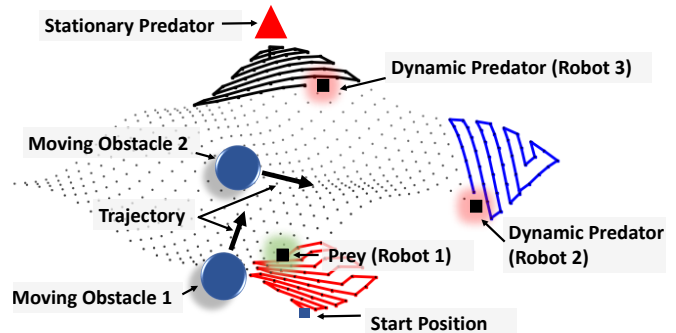 Stationary Predator
Dynamic Predator (Robot 3)
Moving Obstacle 2
Trajectory
Dynamic Predator
(Robot 2)
Prey (Robot 1)
Moving Obstacle 1
Start Position